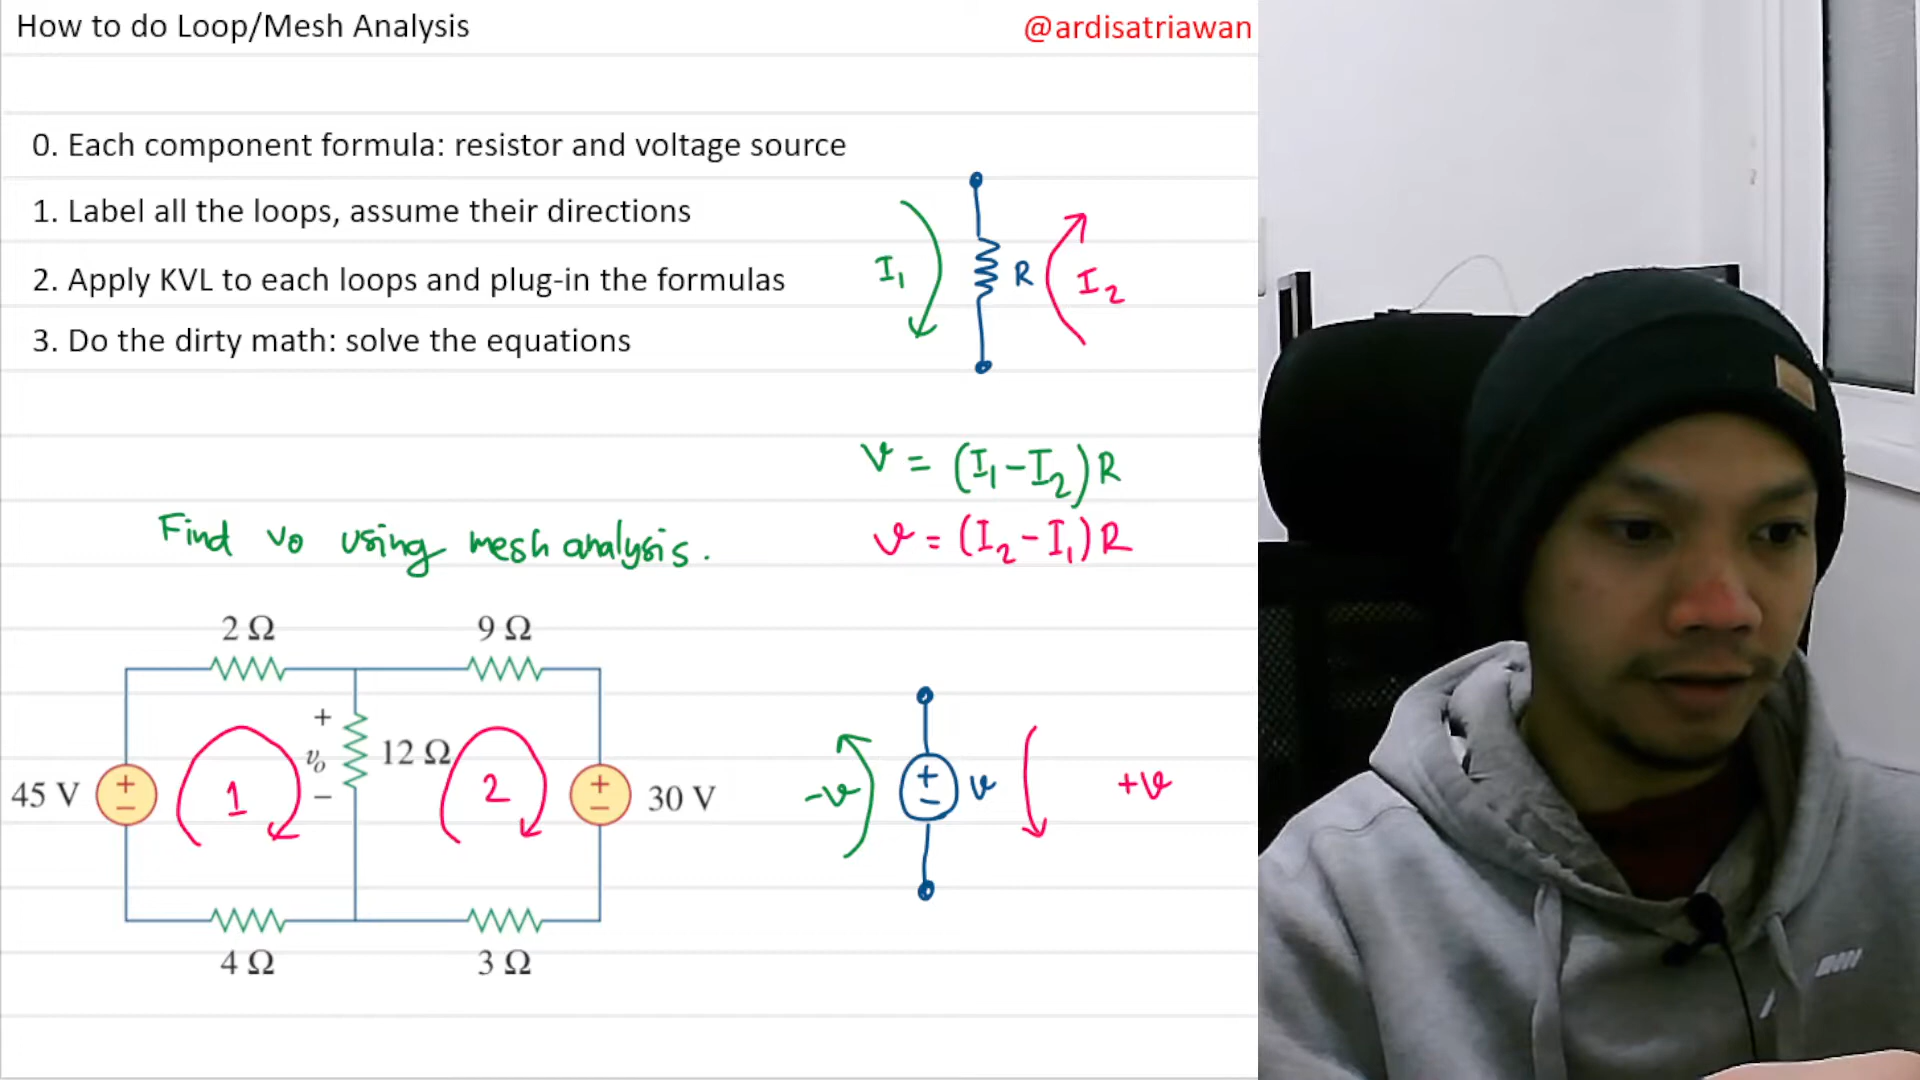 How to do Loop/Mesh Analysis
@ardisatriawan
0. Each component formula: resistor and voltage source
1. Label all the loops, assume their directions
2. Apply KVL to each loops and plug-in the formulas
3. Do the dirty math: solve the equations
I₁
R
I₂
v = (I₁-I₂)R
v = (I₂-I₁)R
Find vo using mesh analysis.
2 Ω
9 Ω
45 V
1
+
vₒ
−
12 Ω
2
30 V
4 Ω
3 Ω
-v
+
−
v
+v